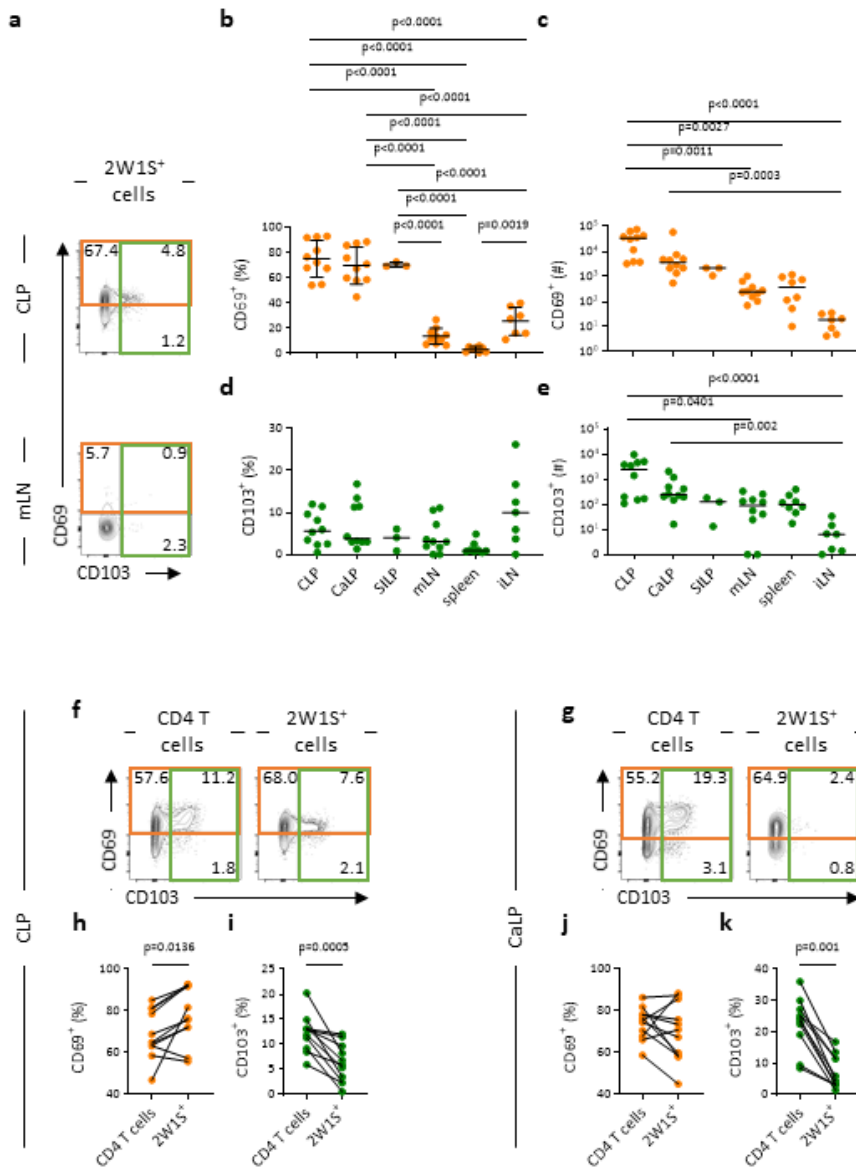 a
2W1S⁺
cells
CLP
67.4 4.8
1.2
mLN
5.7 0.9
2.3
CD69
CD103
b
p<0.0001
p<0.0001
p<0.0001
p<0.0001
p<0.0001
p<0.0001
p<0.0001
p<0.0001
p<0.0001 p=0.0019
CD69⁺ (%)
100
80
60
40
20
0
c
p<0.0001
p=0.0027
p=0.0011
p=0.0003
CD69⁺ (#)
10⁵
10⁴
10³
10²
10¹
10⁰
d
CD103⁺ (%)
30
20
10
0
CLP CaLP SILP mLN spleen iLN
e
p<0.0001
p=0.0401
p=0.002
CD103⁺ (#)
10⁵
10⁴
10³
10²
10¹
0
CLP CaLP SILP mLN spleen iLN
CLP
f
CD4 T
cells
2W1S⁺
cells
57.6 11.2
1.8
68.0 7.6
2.1
CD69
CD103
g
CD4 T
cells
2W1S⁺
cells
55.2 19.3
3.1
64.9 2.4
0.8
CD69
CD103
h
p=0.0136
CD69⁺ (%)
100
80
60
40
CD4 T cells 2W1S⁺
i
p=0.0005
CD103⁺ (%)
25
20
15
10
5
0
CD4 T cells 2W1S⁺
CaLP
j
CD69⁺ (%)
100
80
60
40
CD4 T cells 2W1S⁺
k
p=0.001
CD103⁺ (%)
40
30
20
10
0
CD4 T cells 2W1S⁺